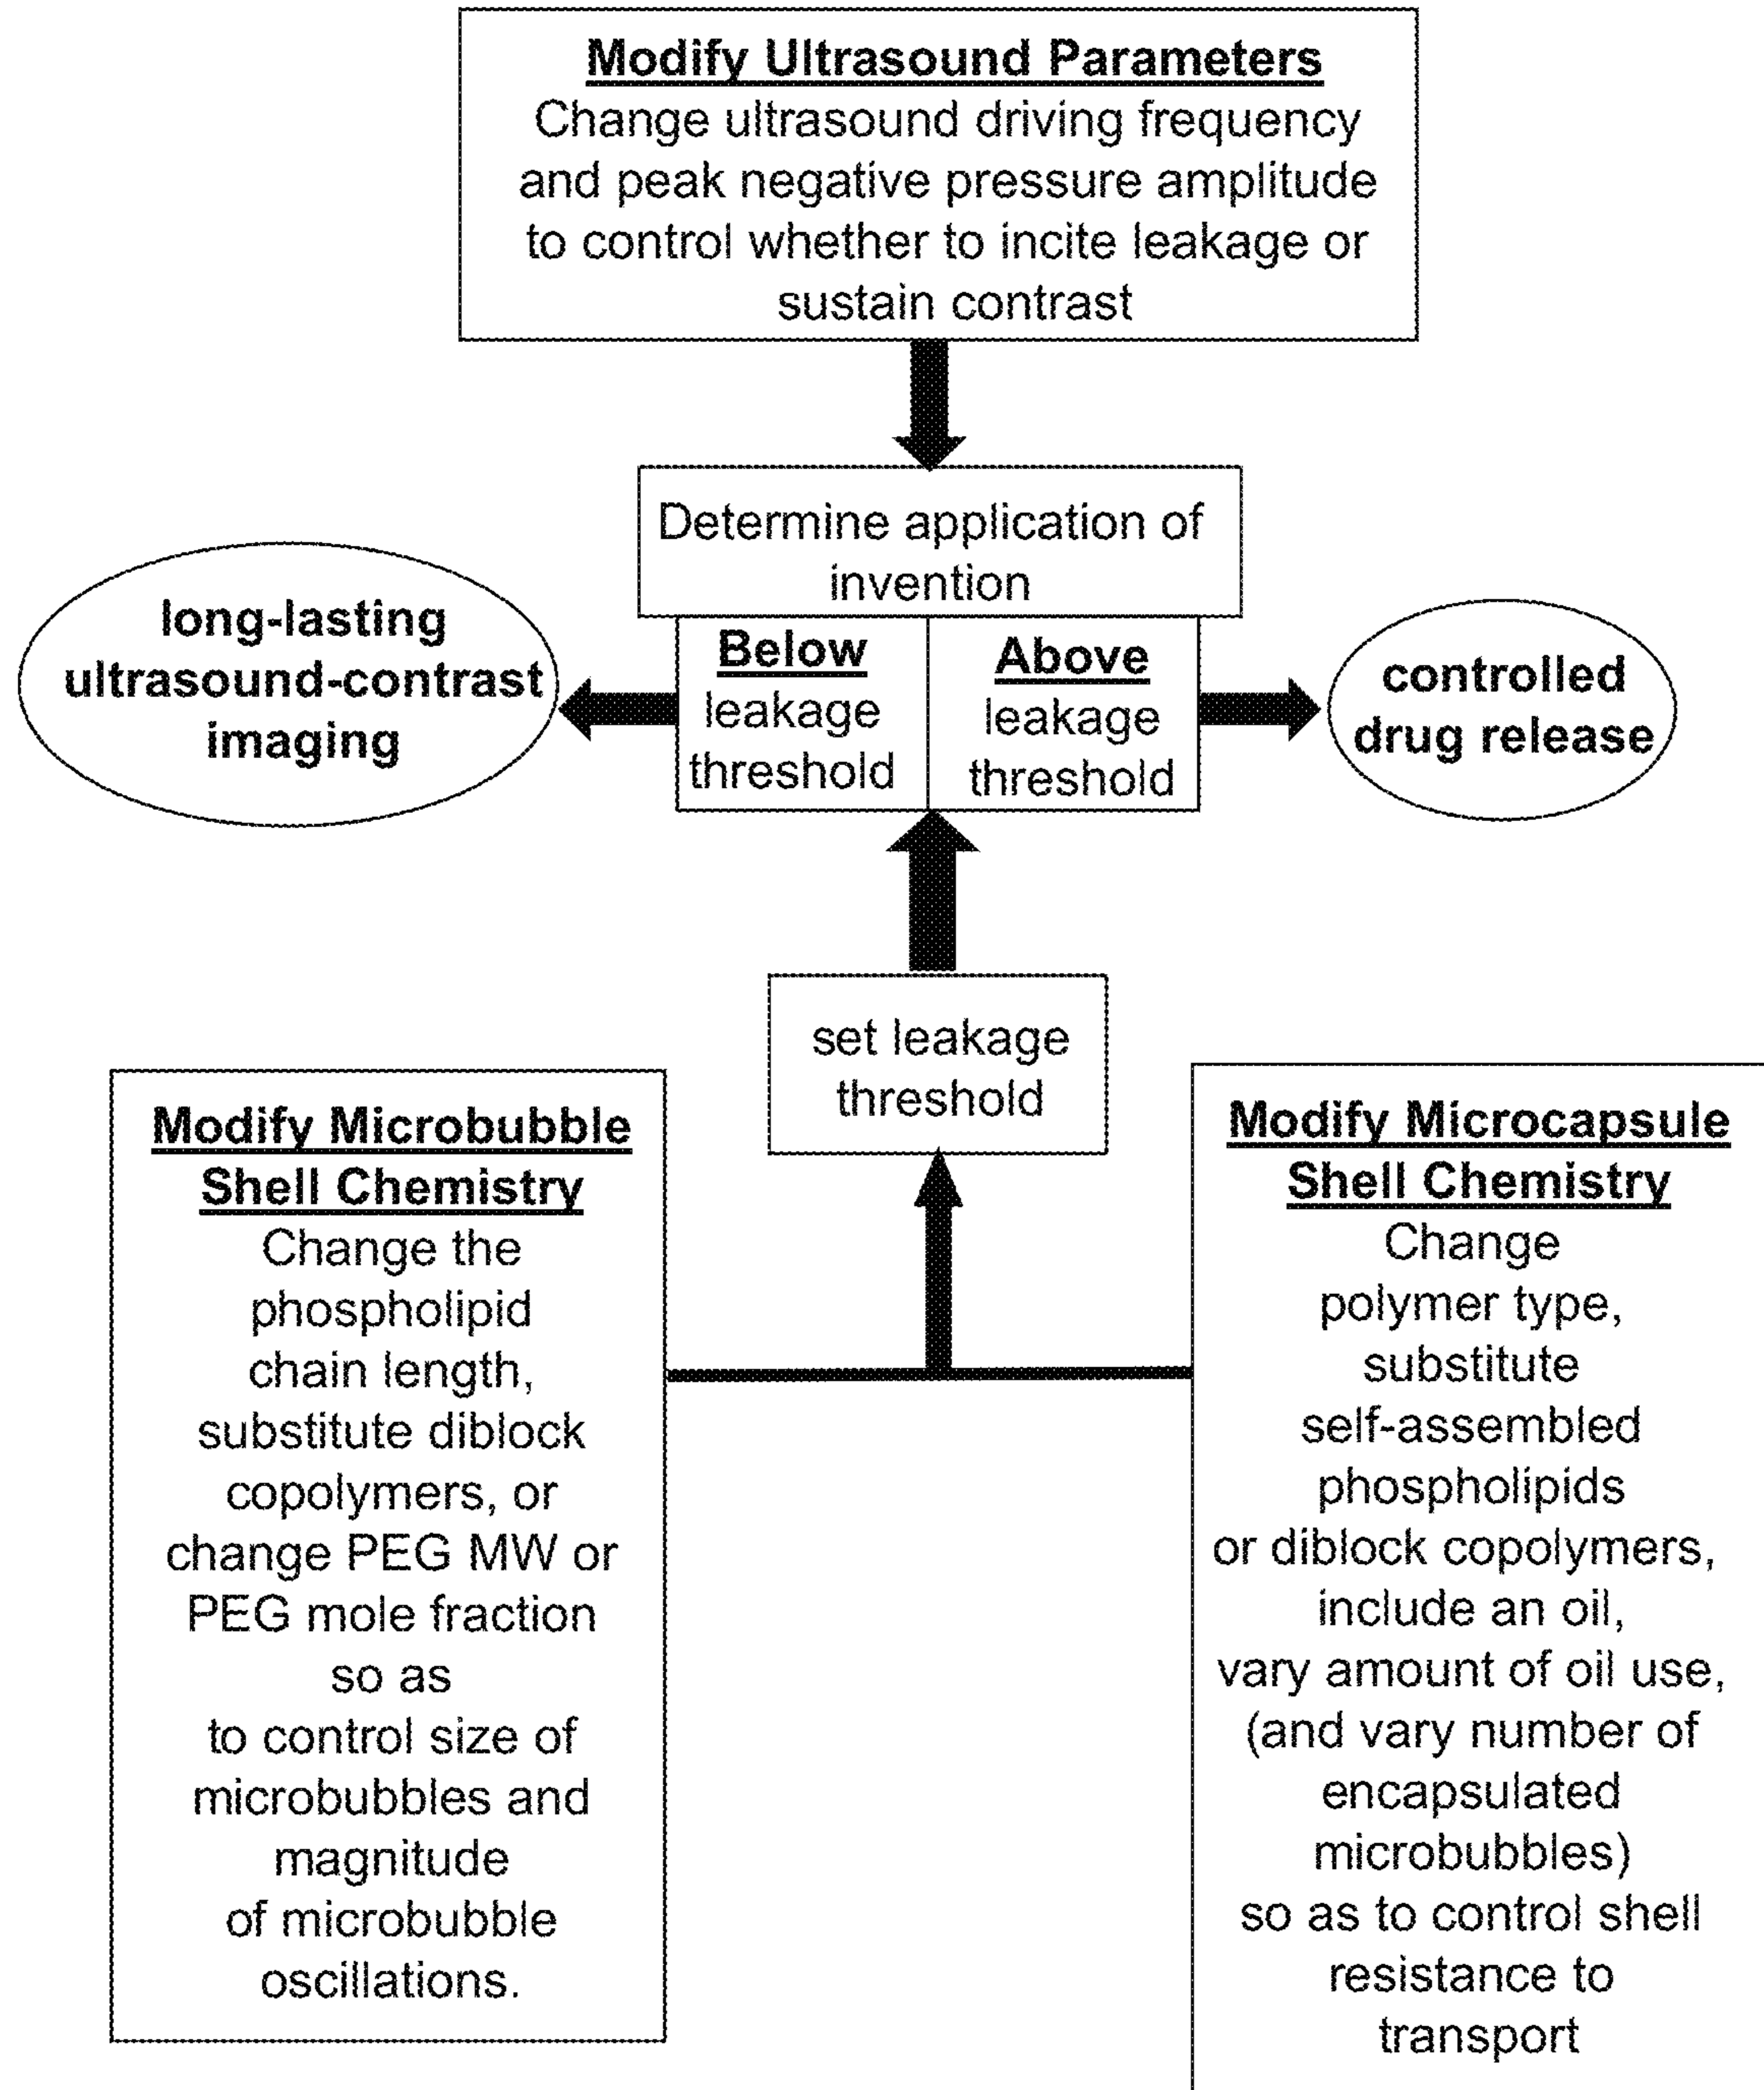 Modify Ultrasound Parameters
Change ultrasound driving frequency
and peak negative pressure amplitude
to control whether to incite leakage or
sustain contrast
Determine application of
invention
long-lasting
ultrasound-contrast
imaging
Below
leakage
threshold
Above
leakage
threshold
controlled
drug release
set leakage
threshold
Modify Microbubble
Shell Chemistry
Change the
phospholipid
chain length,
substitute diblock
copolymers, or
change PEG MW or
PEG mole fraction
so as
to control size of
microbubbles and
magnitude
of microbubble
oscillations.
Modify Microcapsule
Shell Chemistry
Change
polymer type,
substitute
self-assembled
phospholipids
or diblock copolymers,
include an oil,
vary amount of oil use,
(and vary number of
encapsulated
microbubbles)
so as to control shell
resistance to
transport